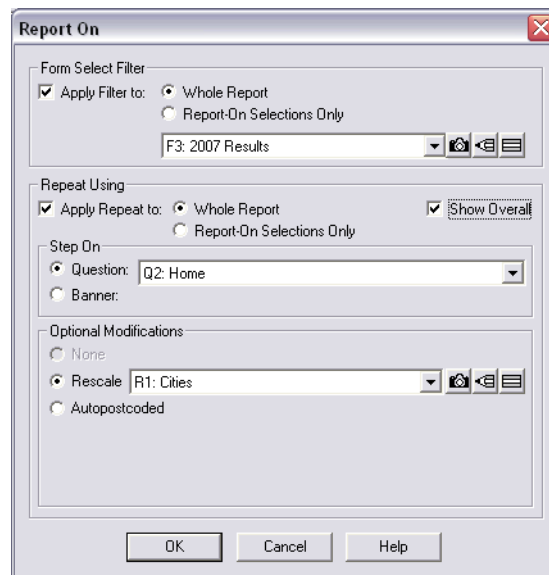 Report On
Form Select Filter
Apply Filter to: Whole Report
Report-On Selections Only
F3: 2007 Results
Repeat Using
Apply Repeat to: Whole Report Show Overall
Report-On Selections Only
Step On
Question: Q2: Home
Banner:
Optional Modifications
None
Rescale R1: Cities
Autopostcoded
OK Cancel Help